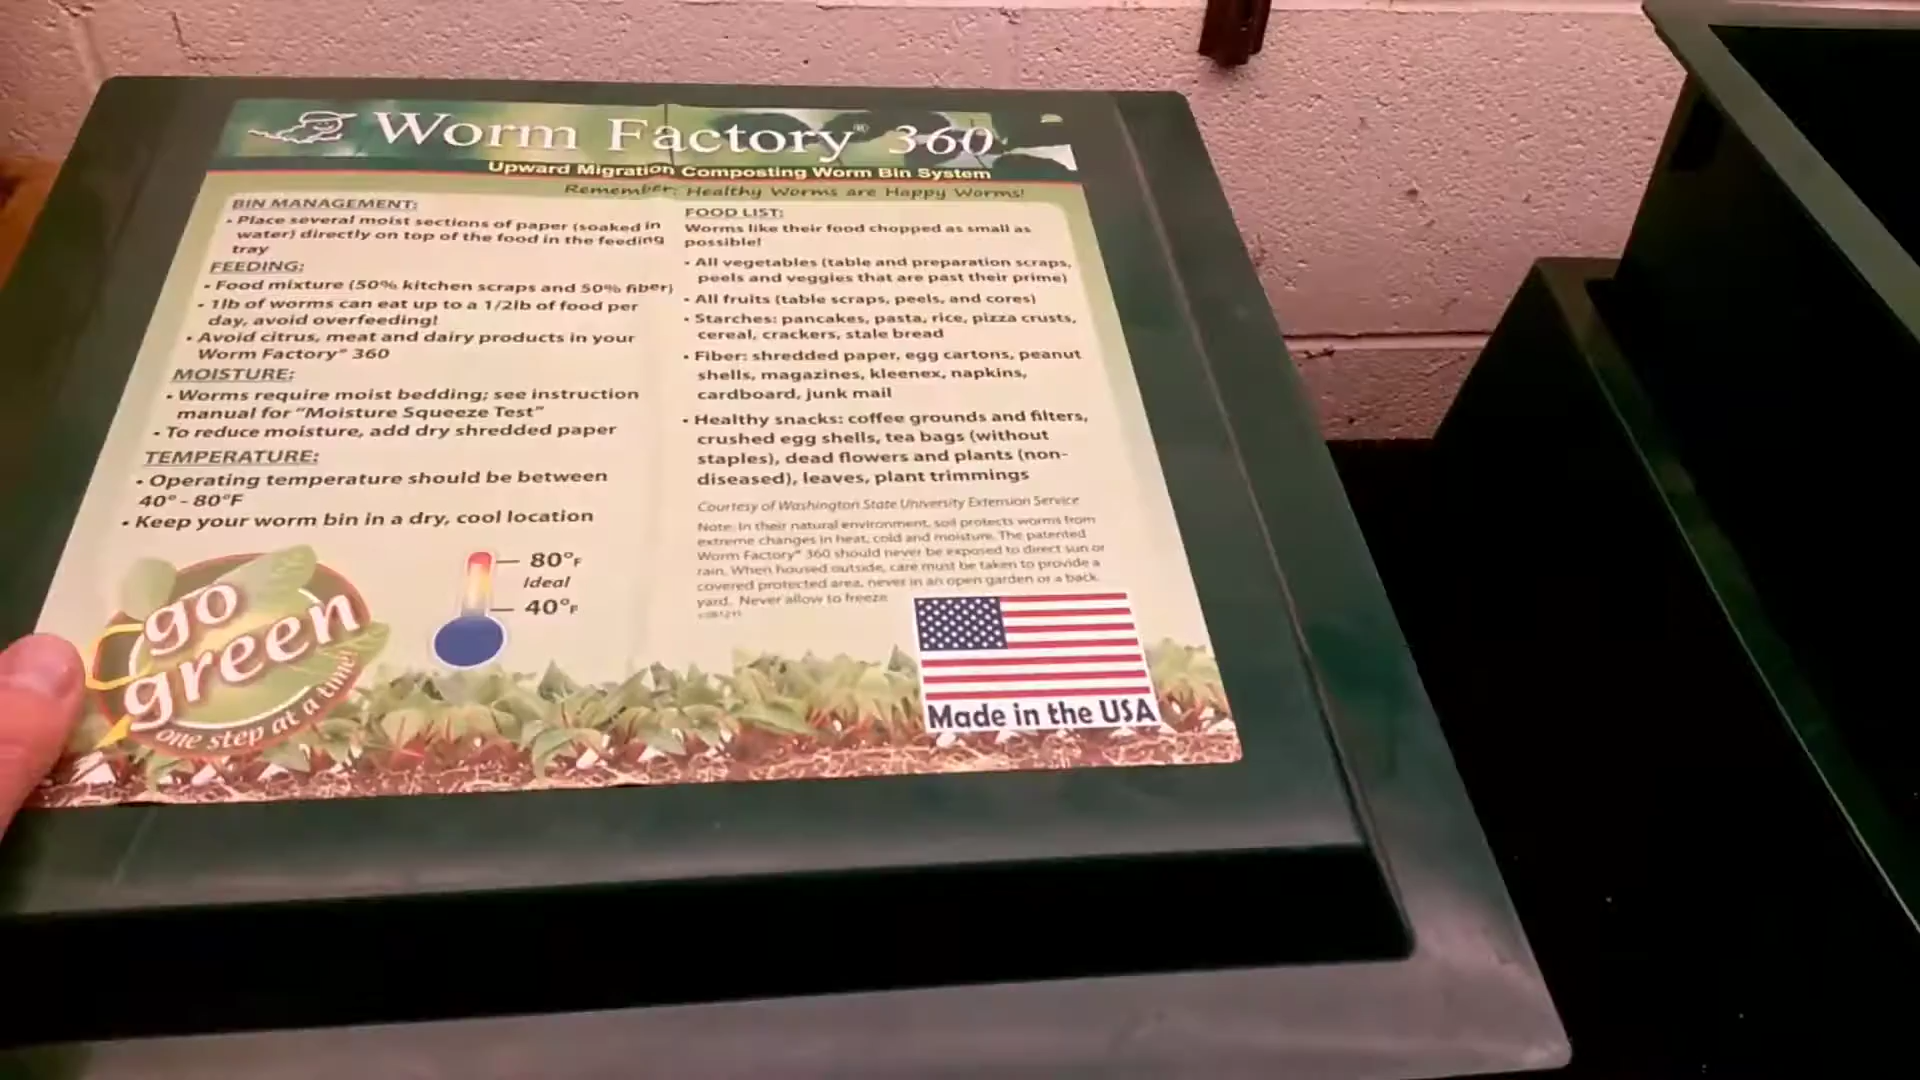 Worm Factory® 360
Upward Migration Composting Worm Bin System
Remember: Healthy Worms are Happy Worms!
BIN MANAGEMENT:
• Place several moist sections of paper (soaked in
water) directly on top of the food in the feeding
tray
FEEDING:
• Food mixture (50% kitchen scraps and 50% fiber)
• 1lb of worms can eat up to a 1/2lb of food per
day, avoid overfeeding!
• Avoid citrus, meat and dairy products in your
Worm Factory® 360
MOISTURE:
• Worms require moist bedding; see instruction
manual for "Moisture Squeeze Test"
• To reduce moisture, add dry shredded paper
TEMPERATURE:
• Operating temperature should be between
40° - 80°F
• Keep your worm bin in a dry, cool location
80°F
Ideal
40°F
go
green
one step at a time!
FOOD LIST:
Worms like their food chopped as small as
possible!
• All vegetables (table and preparation scraps,
peels and veggies that are past their prime)
• All fruits (table scraps, peels, and cores)
• Starches: pancakes, pasta, rice, pizza crusts,
cereal, crackers, stale bread
• Fiber: shredded paper, egg cartons, peanut
shells, magazines, kleenex, napkins,
cardboard, junk mail
• Healthy snacks: coffee grounds and filters,
crushed egg shells, tea bags (without
staples), dead flowers and plants (non-
diseased), leaves, plant trimmings
Courtesy of Washington State University Extension Service
Note: In their natural environment, soil protects worms from
extreme changes in heat, cold and moisture. The patented
Worm Factory® 360 should never be exposed to direct sun or
rain. When housed outside, care must be taken to provide a
covered protected area, never in an open garden or a back
yard. Never allow to freeze.
Made in the USA